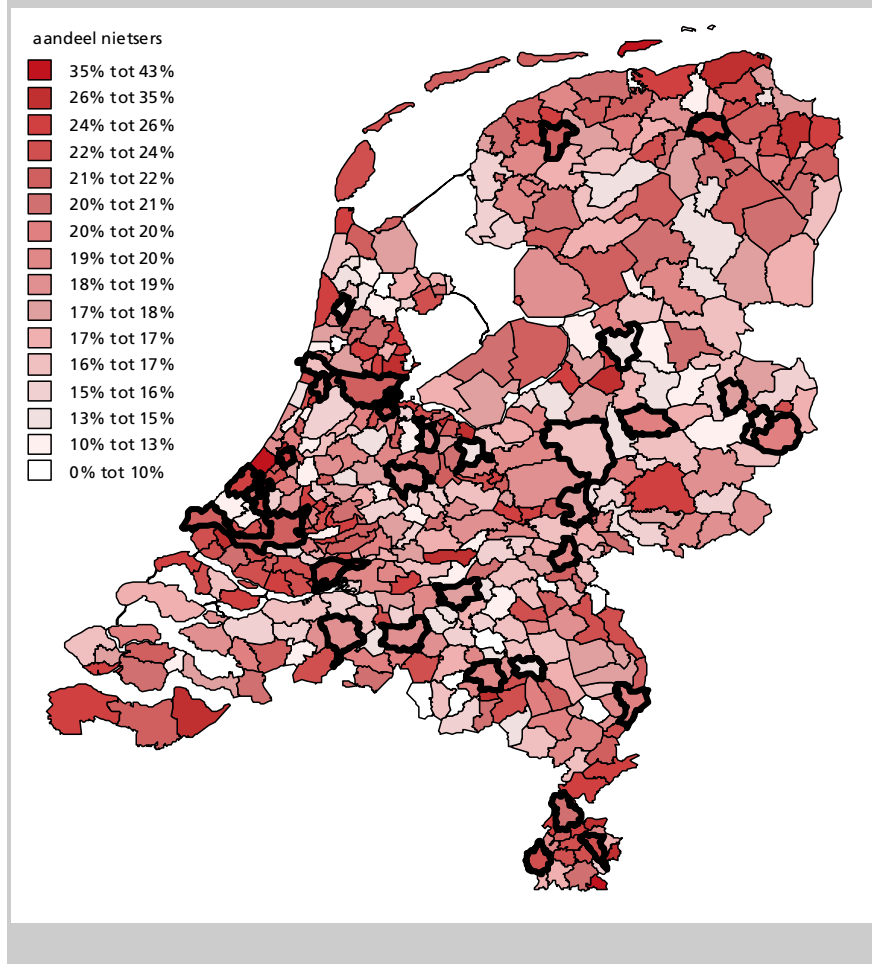 aandeel nietsers
35% tot 43%
26% tot 35%
24% tot 26%
22% tot 24%
21% tot 22%
20% tot 21%
20% tot 20%
19% tot 20%
18% tot 19%
17% tot 18%
17% tot 17%
16% tot 17%
15% tot 16%
13% tot 15%
10% tot 13%
0% tot 10%